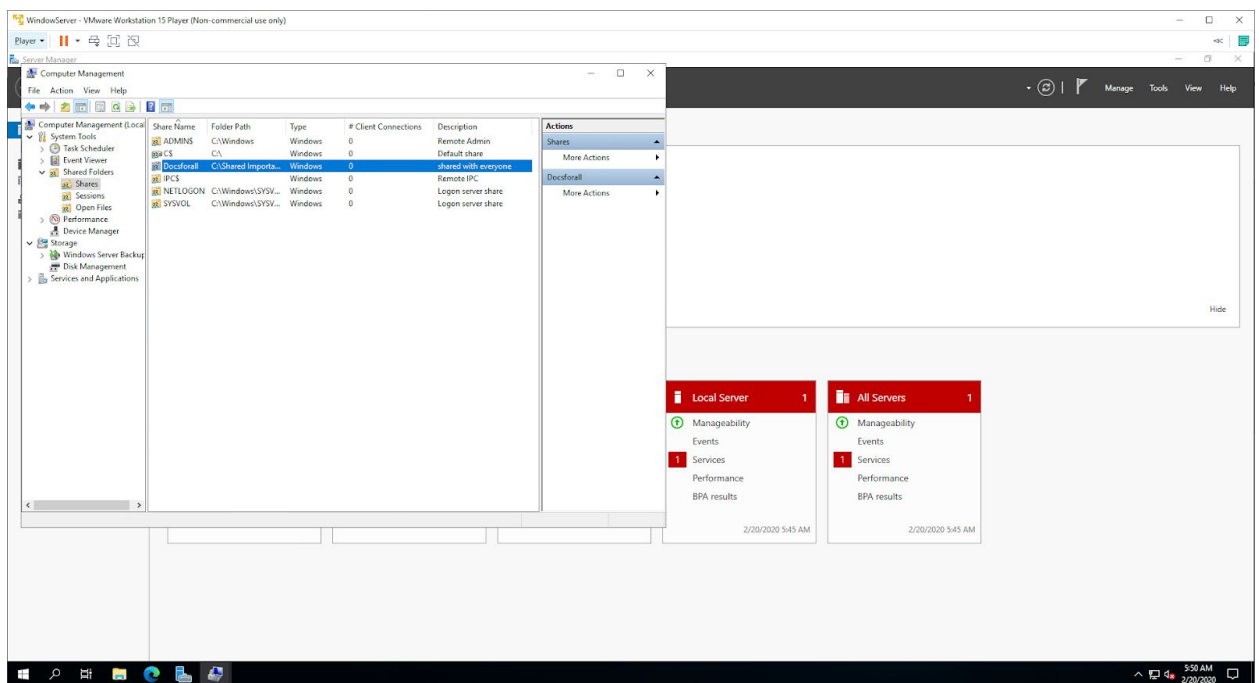 WindowServer - VMware Workstation 15 Player (Non-commercial use only)
Player
Server Manager
Manage Tools View Help
Computer Management
File Action View Help
Computer Management (Local
System Tools
Task Scheduler
Event Viewer
Shared Folders
Shares
Sessions
Open Files
Performance
Device Manager
Storage
Windows Server Backup
Disk Management
Services and Applications
Share Name Folder Path Type # Client Connections Description
ADMIN$ C:\Windows Windows 0 Remote Admin
C$ C:\ Windows 0 Default share
Docsforall C:\Shared Importa... Windows 0 shared with everyone
IPC$ Windows 0 Remote IPC
NETLOGON C:\Windows\SYSV... Windows 0 Logon server share
SYSVOL C:\Windows\SYSV... Windows 0 Logon server share
Actions
Shares
More Actions
Docsforall
More Actions
Hide
Local Server 1
Manageability
Events
1 Services
Performance
BPA results
2/20/2020 5:45 AM
All Servers 1
Manageability
Events
1 Services
Performance
BPA results
2/20/2020 5:45 AM
5:50 AM
2/20/2020